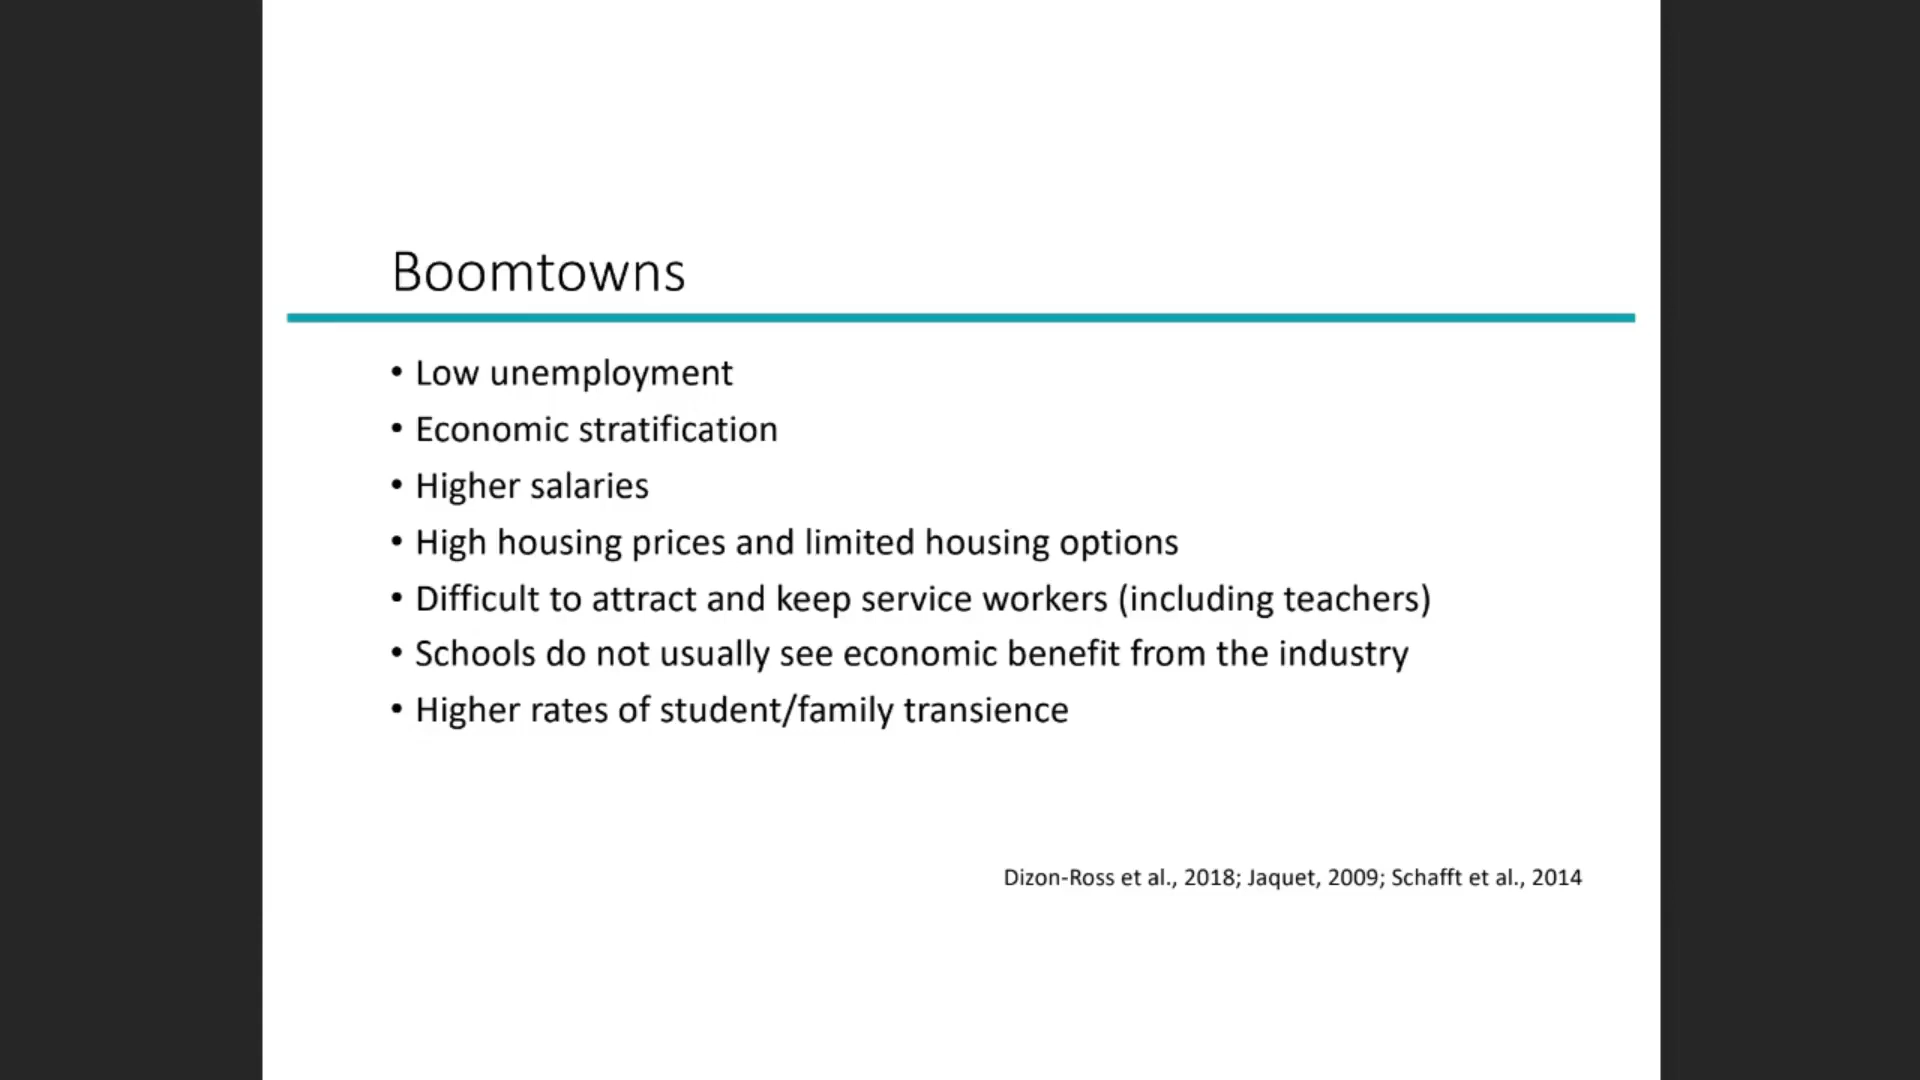 Boomtowns
• Low unemployment
• Economic stratification
• Higher salaries
• High housing prices and limited housing options
• Difficult to attract and keep service workers (including teachers)
• Schools do not usually see economic benefit from the industry
• Higher rates of student/family transience
Dizon-Ross et al., 2018; Jaquet, 2009; Schafft et al., 2014